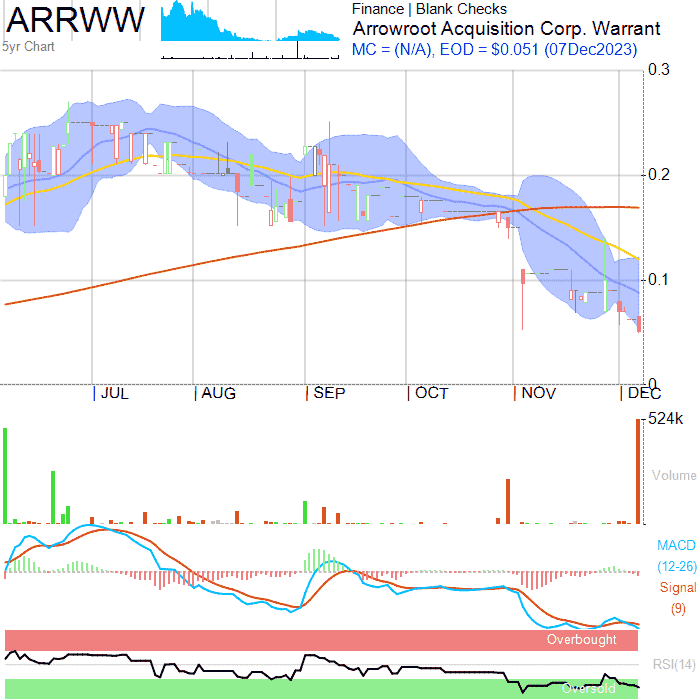 ARRWW
5yr Chart
Finance | Blank Checks
Arrowroot Acquisition Corp. Warrant
MC = (N/A), EOD = $0.051 (07Dec2023)
0.3
0.2
0.1
0
JUL AUG SEP OCT NOV DEC
524k
Volume
MACD
(12-26)
Signal
(9)
Overbought
RSI(14)
Oversold